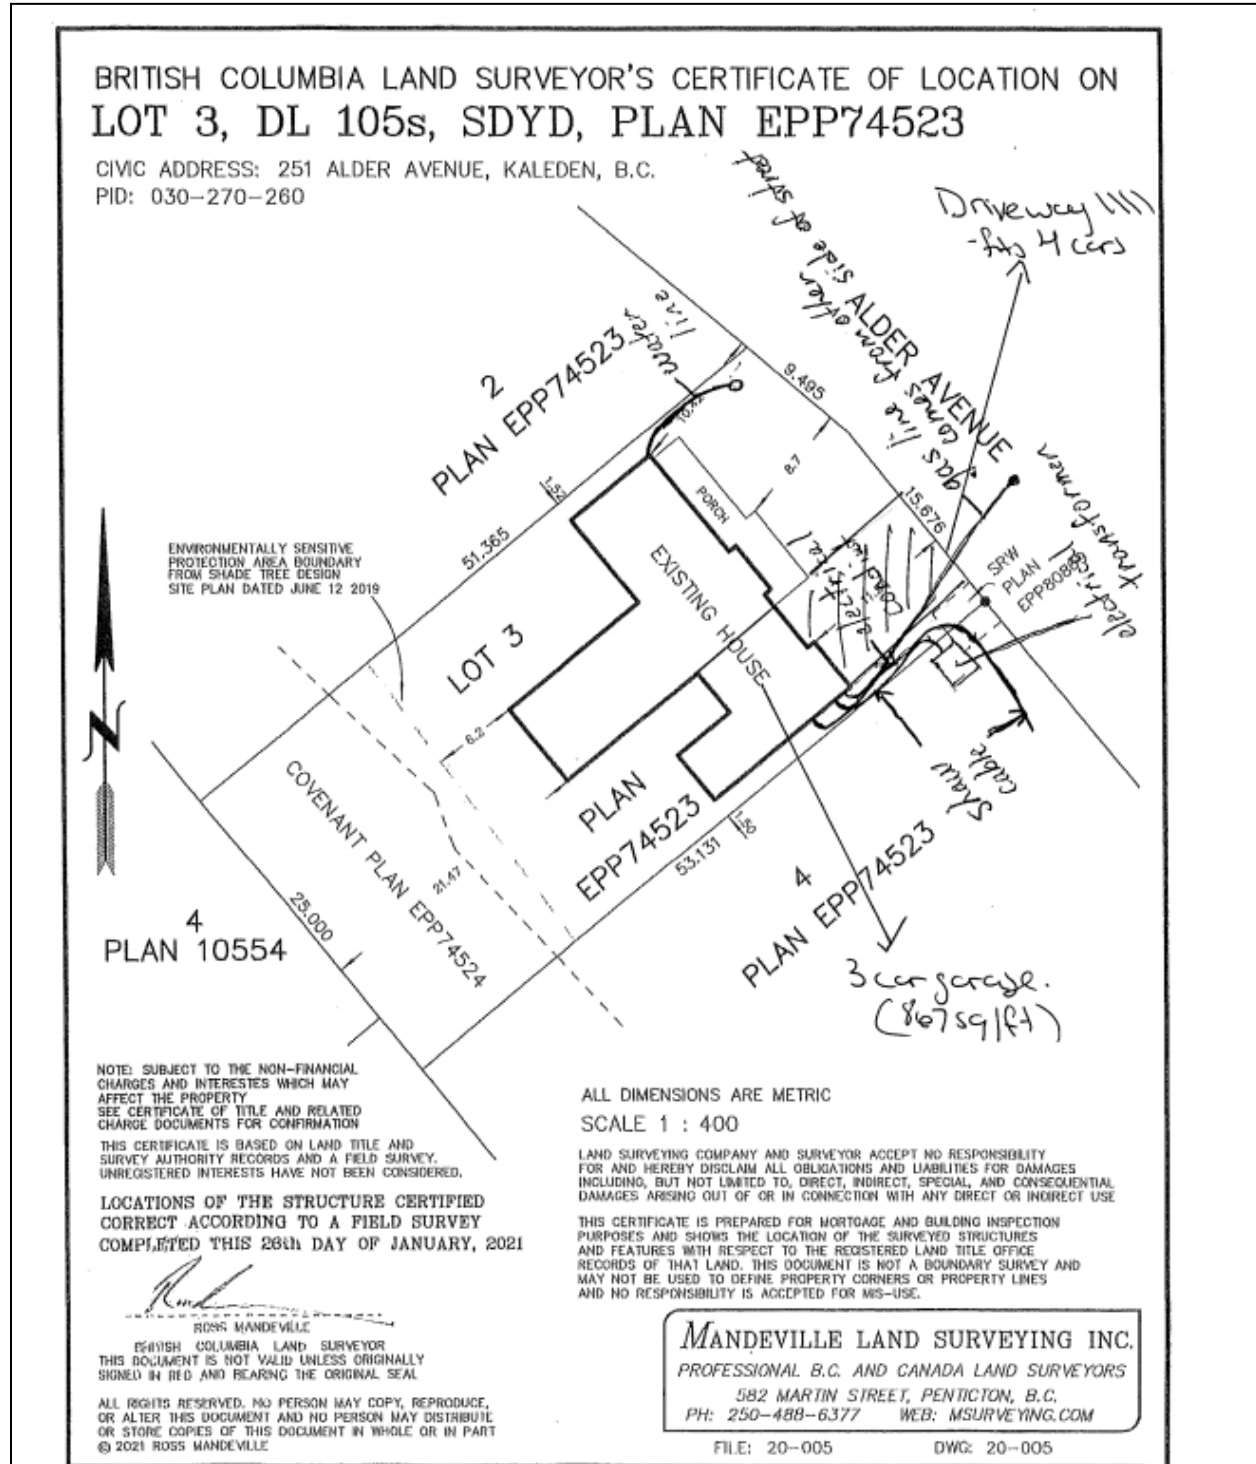 BRITISH COLUMBIA LAND SURVEYOR'S CERTIFICATE OF LOCATION ON
LOT 3, DL 105s, SDYD, PLAN EPP74523
CIVIC ADDRESS: 251 ALDER AVENUE, KALEDEN, B.C.
PID: 030-270-260
Driveway
-fits 4 cars
gas line comes from other side of street
ALDER AVENUE
water line
2
PLAN EPP74523
9.495
8.7
15.676
1.52
51.365
PORCH
electrical conduit
SRW
PLAN
electrical transformer
ENVIRONMENTALLY SENSITIVE
PROTECTION AREA BOUNDARY
FROM SHADE TREE DESIGN
SITE PLAN DATED JUNE 12 2019
EXISTING HOUSE
LOT 3
6.2
N
Shaw cable
COVENANT PLAN EPP74524
PLAN
EPP74523
1.50
53.131
21.47
25.000
4
PLAN EPP74523
4
PLAN 10554
3 car garage.
(867 sq/ft)
NOTE: SUBJECT TO THE NON-FINANCIAL
CHARGES AND INTERESTES WHICH MAY
AFFECT THE PROPERTY
SEE CERTIFICATE OF TITLE AND RELATED
CHARGE DOCUMENTS FOR CONFIRMATION
THIS CERTIFICATE IS BASED ON LAND TITLE AND
SURVEY AUTHORITY RECORDS AND A FIELD SURVEY.
UNREGISTERED INTERESTS HAVE NOT BEEN CONSIDERED.
LOCATIONS OF THE STRUCTURE CERTIFIED
CORRECT ACCORDING TO A FIELD SURVEY
COMPLETED THIS 26th DAY OF JANUARY, 2021
ROSS MANDEVILLE
BRITISH COLUMBIA LAND SURVEYOR
THIS DOCUMENT IS NOT VALID UNLESS ORIGINALLY
SIGNED IN RED AND BEARING THE ORIGINAL SEAL
ALL RIGHTS RESERVED. NO PERSON MAY COPY, REPRODUCE,
OR ALTER THIS DOCUMENT AND NO PERSON MAY DISTRIBUTE
OR STORE COPIES OF THIS DOCUMENT IN WHOLE OR IN PART
© 2021 ROSS MANDEVILLE
ALL DIMENSIONS ARE METRIC
SCALE 1 : 400
LAND SURVEYING COMPANY AND SURVEYOR ACCEPT NO RESPONSIBILITY
FOR AND HEREBY DISCLAIM ALL OBLIGATIONS AND LIABILITIES FOR DAMAGES
INCLUDING, BUT NOT LIMITED TO, DIRECT, INDIRECT, SPECIAL, AND CONSEQUENTIAL
DAMAGES ARISING OUT OF OR IN CONNECTION WITH ANY DIRECT OR INDIRECT USE
THIS CERTIFICATE IS PREPARED FOR MORTGAGE AND BUILDING INSPECTION
PURPOSES AND SHOWS THE LOCATION OF THE SURVEYED STRUCTURES
AND FEATURES WITH RESPECT TO THE REGISTERED LAND TITLE OFFICE
RECORDS OF THAT LAND. THIS DOCUMENT IS NOT A BOUNDARY SURVEY AND
MAY NOT BE USED TO DEFINE PROPERTY CORNERS OR PROPERTY LINES
AND NO RESPONSIBILITY IS ACCEPTED FOR MIS-USE.
MANDEVILLE LAND SURVEYING INC.
PROFESSIONAL B.C. AND CANADA LAND SURVEYORS
582 MARTIN STREET, PENTICTON, B.C.
PH: 250-488-6377 WEB: MSURVEYING.COM
FILE: 20-005 DWG: 20-005